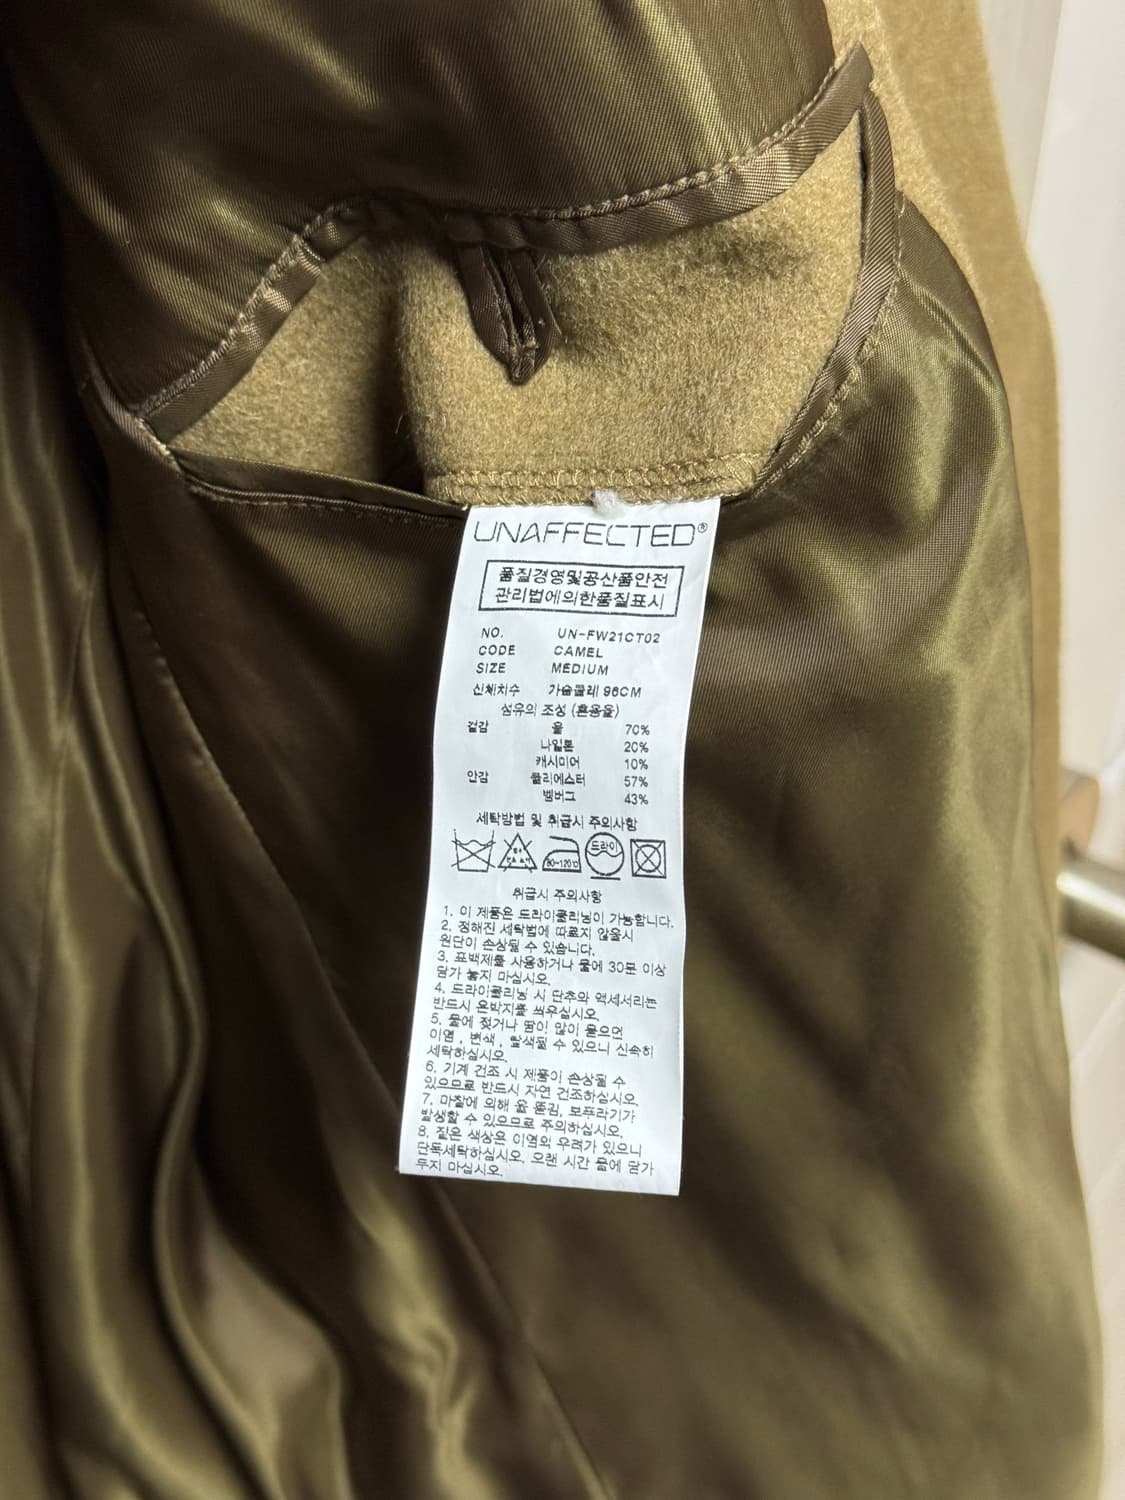 UNAFFECTED®
품질경영및공산품안전
관리법에의한품질표시
NO. UN-FW21CT02
CODE CAMEL
SIZE MEDIUM
신체치수 가슴둘레 96CM
섬유의 조성 (혼용율)
겉감 울 70%
나일론 20%
캐시미어 10%
안감 폴리에스터 57%
벰버그 43%
세탁방법 및 취급시 주의사항
80~120℃ 드라이
취급시 주의사항
1. 이 제품은 드라이클리닝이 가능합니다.
2. 정해진 세탁법에 따르지 않을시
원단이 손상될 수 있습니다.
3. 표백제를 사용하거나 물에 30분 이상
담가 놓지 마십시오.
4. 드라이클리닝 시 단추와 악세서리는
반드시 은박지를 싸우십시오.
5. 물에 젖거나 땀이 많이 묻으면
이염, 변색, 탈색될 수 있으니 신속히
세탁하십시오.
6. 기계 건조 시 제품이 손상될 수
있으므로 반드시 자연 건조하십시오.
7. 마찰에 의해 올 뜯김, 보푸라기가
발생할 수 있으므로 주의하십시오.
8. 짙은 색상은 이염의 우려가 있으니
단독세탁하십시오. 오랜 시간 물에 담가
두지 마십시오.